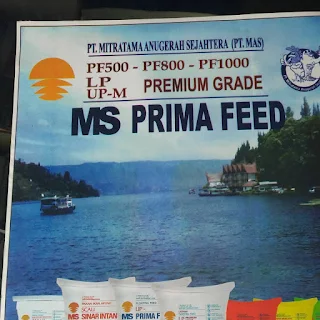 PT. MITRATAMA ANUGERAH SEJAHTERA (PT. MAS)
PF500 - PF800 - PF1000
LP
UP-M PREMIUM GRADE
MS PRIMA FEED
MS SINAR INTAN
MS PRIMA F